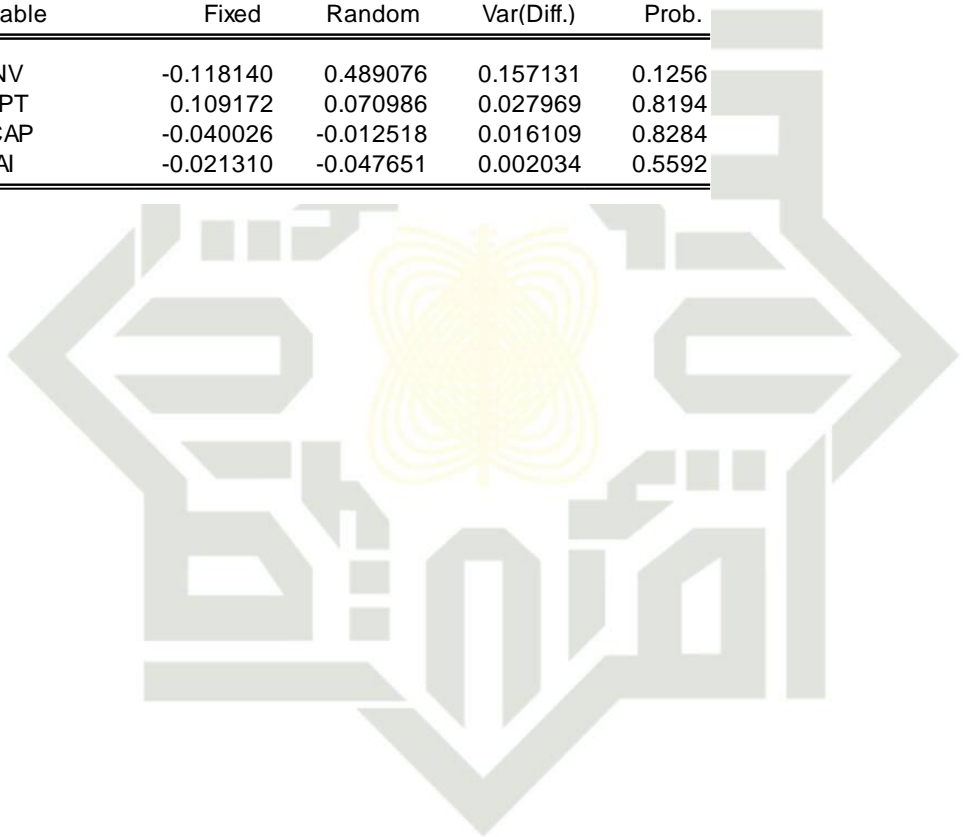 able Fixed Random Var(Diff.) Prob.
NV -0.118140 0.489076 0.157131 0.1256
PT 0.109172 0.070986 0.027969 0.8194
CAP -0.040026 -0.012518 0.016109 0.8284
AI -0.021310 -0.047651 0.002034 0.5592